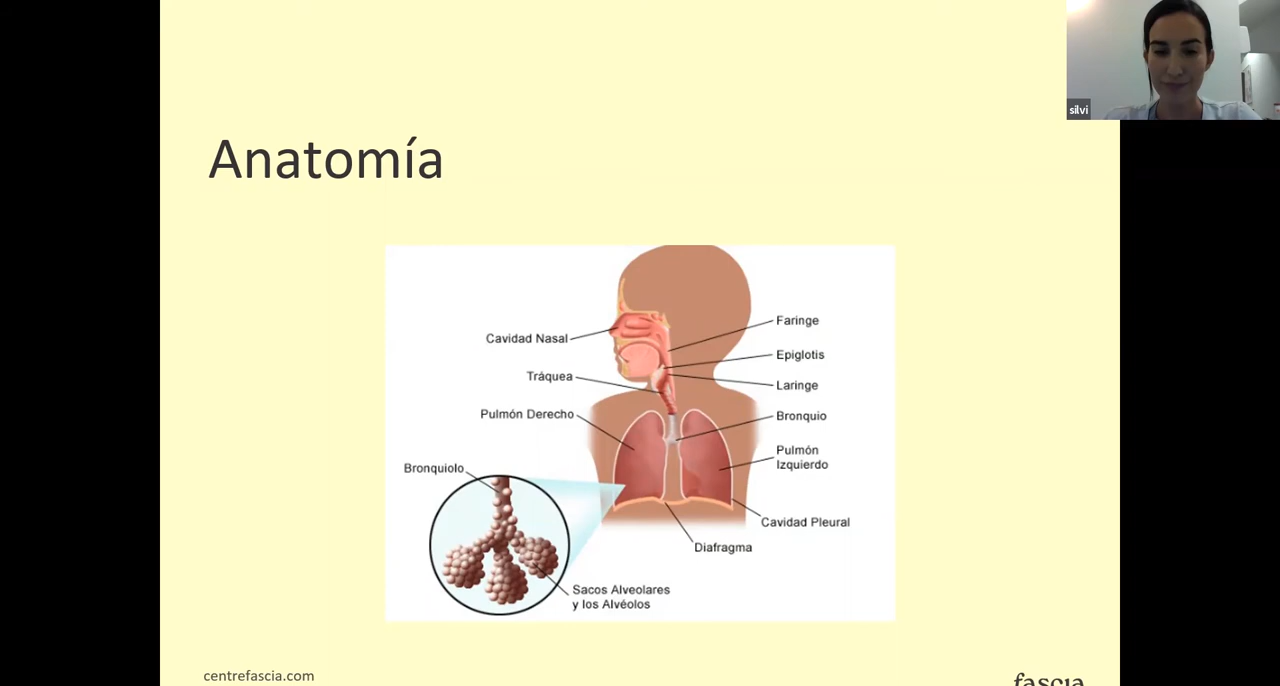 silvi
Anatomía
Cavidad Nasal
Tráquea
Pulmón Derecho
Bronquiolo
Faringe
Epiglotis
Laringe
Bronquio
Pulmón
Izquierdo
Cavidad Pleural
Diafragma
Sacos Alveolares
y los Alvéolos
centrefascia.com
fascia